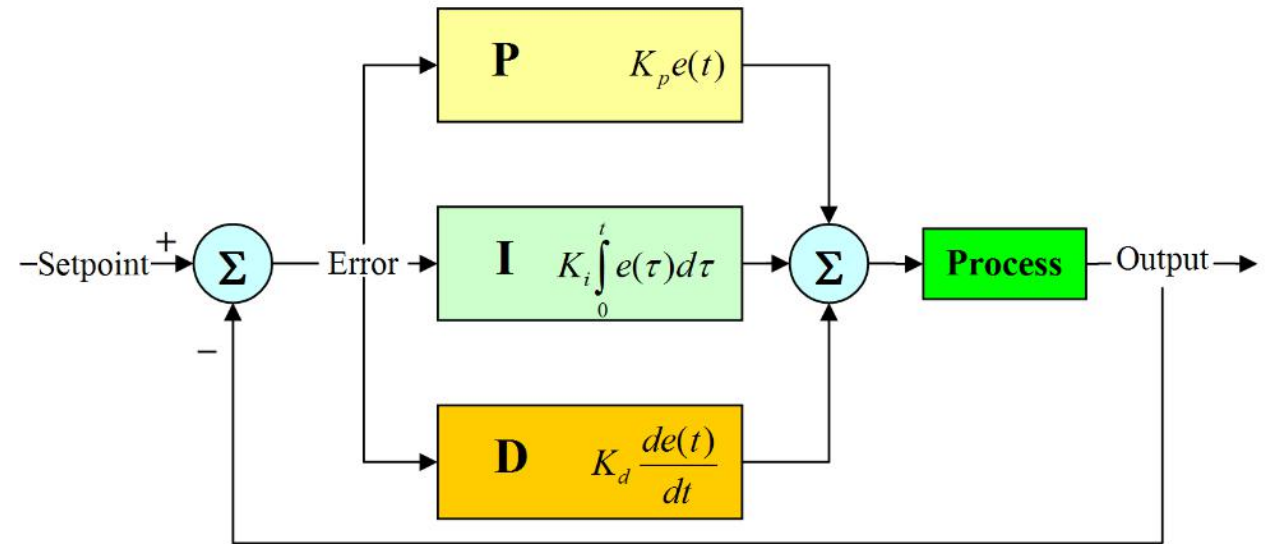 P K_p e(t)
−Setpoint
+
Σ
Error
I K_i ∫_0^t e(τ)dτ
Σ
Process
Output
−
D K_d de(t)/dt